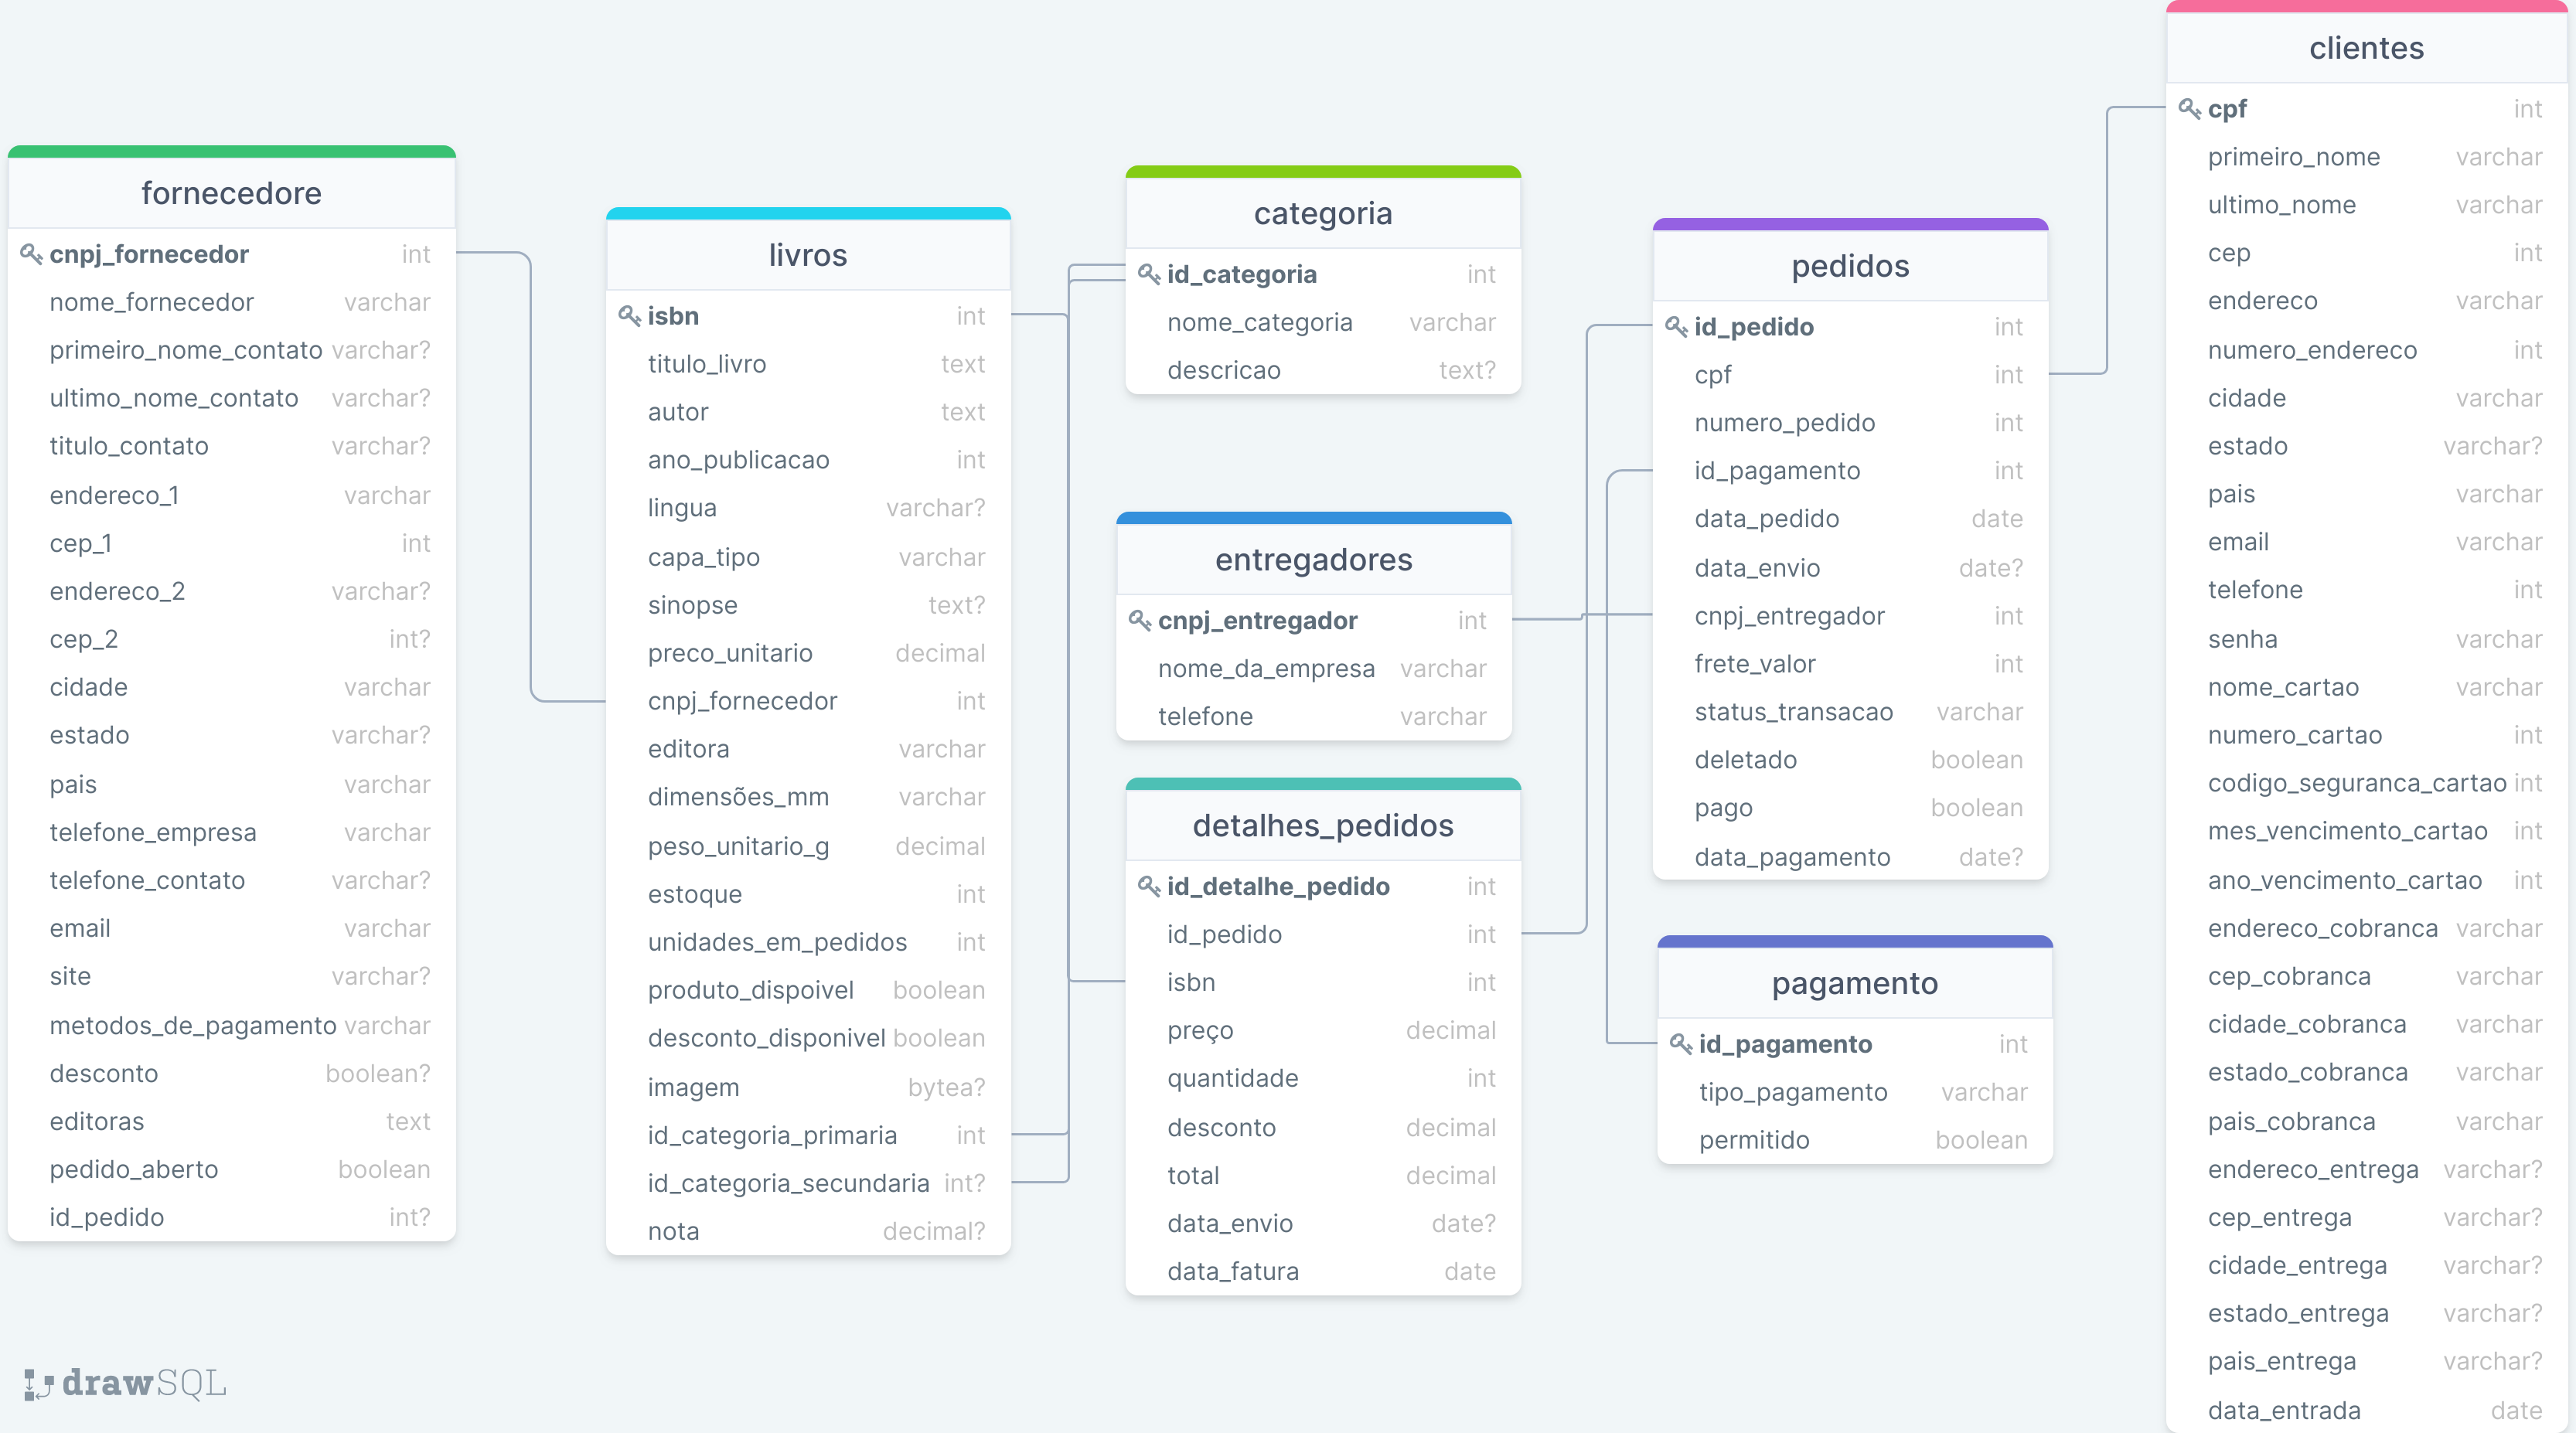 fornecedore
cnpj_fornecedor int
nome_fornecedor varchar
primeiro_nome_contato varchar?
ultimo_nome_contato varchar?
titulo_contato varchar?
endereco_1 varchar
cep_1 int
endereco_2 varchar?
cep_2 int?
cidade varchar
estado varchar?
pais varchar
telefone_empresa varchar
telefone_contato varchar?
email varchar
site varchar?
metodos_de_pagamento varchar
desconto boolean?
editoras text
pedido_aberto boolean
id_pedido int?
livros
isbn int
titulo_livro text
autor text
ano_publicacao int
lingua varchar?
capa_tipo varchar
sinopse text?
preco_unitario decimal
cnpj_fornecedor int
editora varchar
dimensões_mm varchar
peso_unitario_g decimal
estoque int
unidades_em_pedidos int
produto_dispoivel boolean
desconto_disponivel boolean
imagem bytea?
id_categoria_primaria int
id_categoria_secundaria int?
nota decimal?
categoria
id_categoria int
nome_categoria varchar
descricao text?
entregadores
cnpj_entregador int
nome_da_empresa varchar
telefone varchar
detalhes_pedidos
id_detalhe_pedido int
id_pedido int
isbn int
preço decimal
quantidade int
desconto decimal
total decimal
data_envio date?
data_fatura date
pedidos
id_pedido int
cpf int
numero_pedido int
id_pagamento int
data_pedido date
data_envio date?
cnpj_entregador int
frete_valor int
status_transacao varchar
deletado boolean
pago boolean
data_pagamento date?
pagamento
id_pagamento int
tipo_pagamento varchar
permitido boolean
clientes
cpf int
primeiro_nome varchar
ultimo_nome varchar
cep int
endereco varchar
numero_endereco int
cidade varchar
estado varchar?
pais varchar
email varchar
telefone int
senha varchar
nome_cartao varchar
numero_cartao int
codigo_seguranca_cartao int
mes_vencimento_cartao int
ano_vencimento_cartao int
endereco_cobranca varchar
cep_cobranca varchar
cidade_cobranca varchar
estado_cobranca varchar
pais_cobranca varchar
endereco_entrega varchar?
cep_entrega varchar?
cidade_entrega varchar?
estado_entrega varchar?
pais_entrega varchar?
data_entrada date
drawSQL